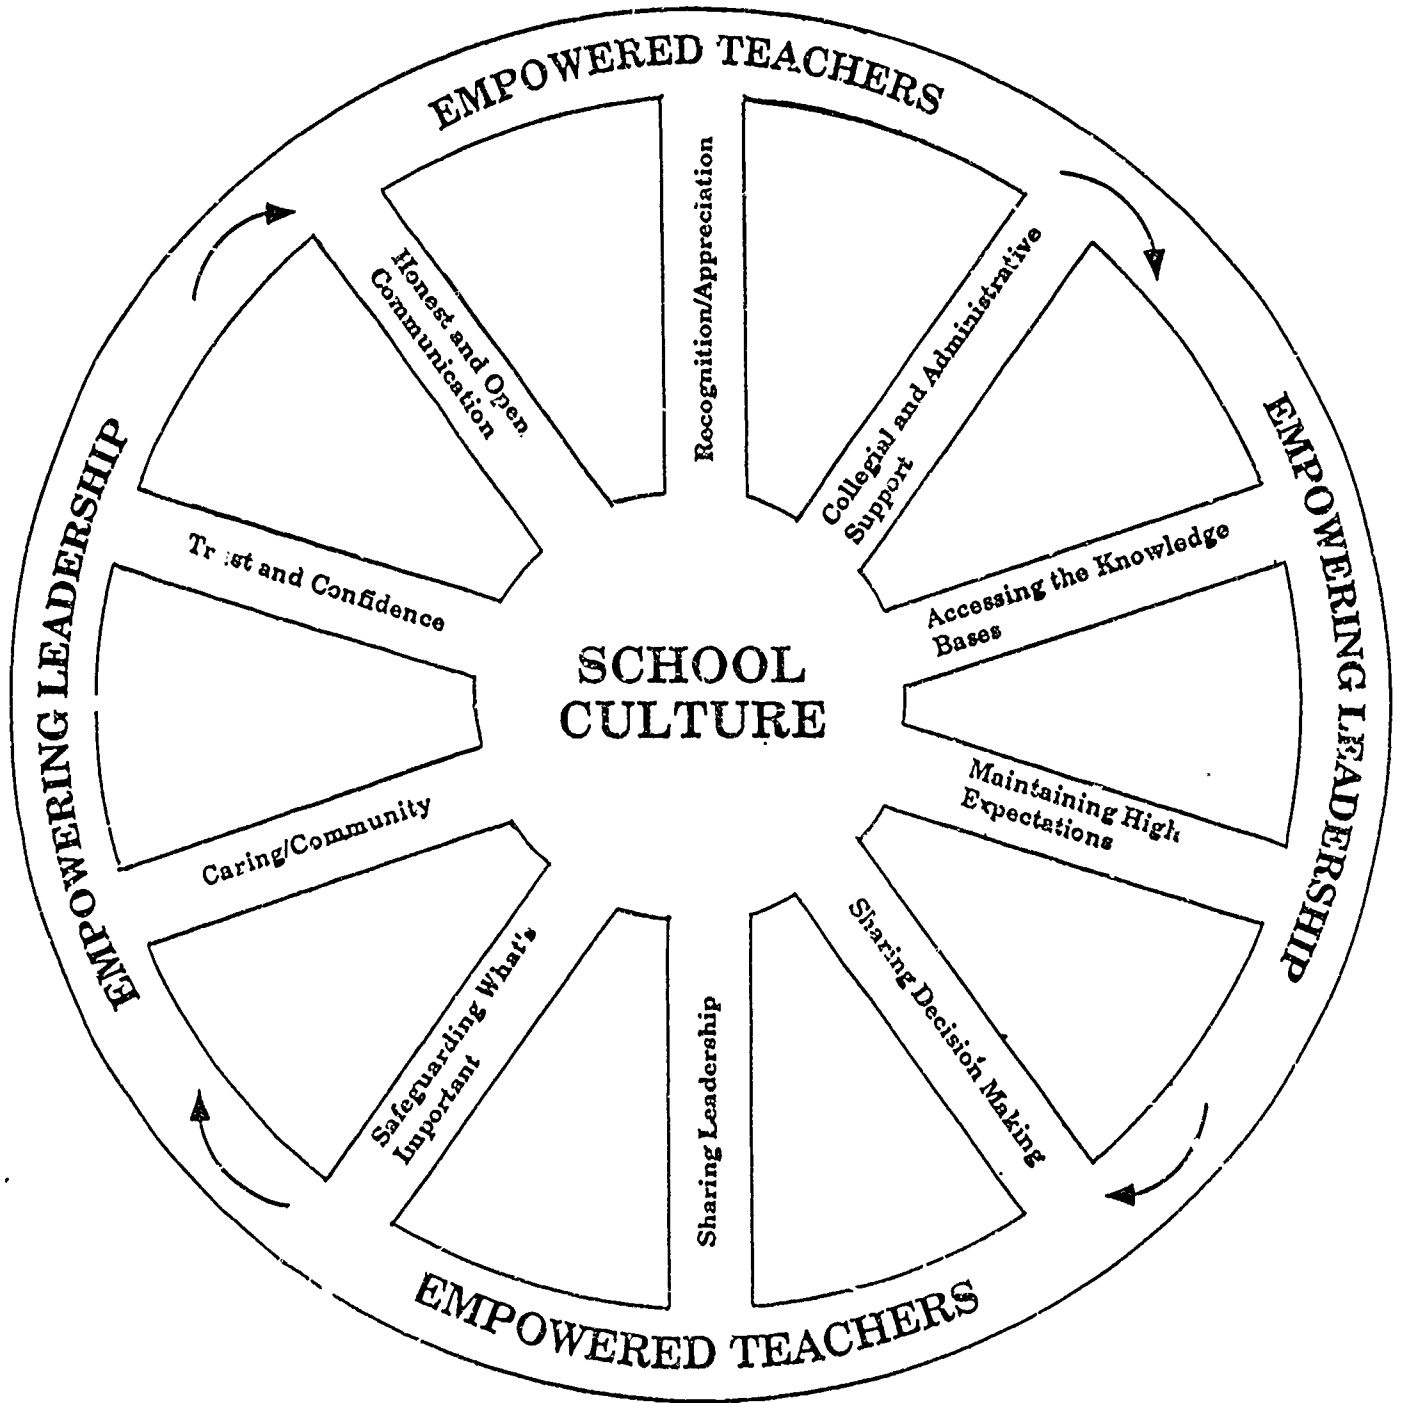 EMPOWERED TEACHERS
Recognition/Appreciation
Collegial and Administrative
Support
EMPOWERING LEADERSHIP
Accessing the Knowledge
Bases
Maintaining High
Expectations
Sharing Decision Making
Sharing Leadership
EMPOWERED TEACHERS
Safeguarding What's
Important
Caring/Community
EMPOWERING LEADERSHIP
Trust and Confidence
Honest and Open
Communication
SCHOOL
CULTURE